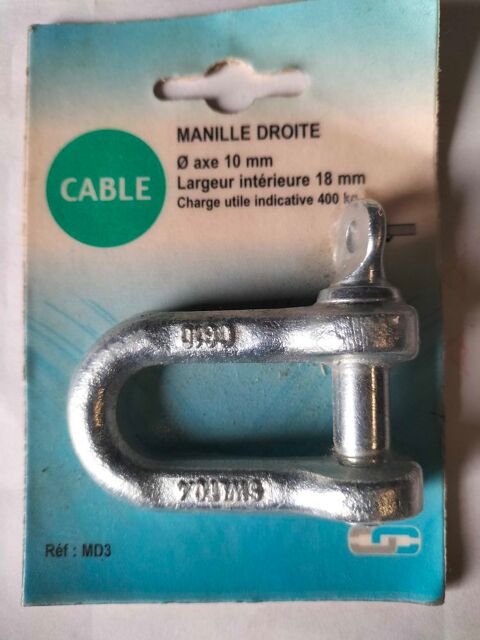 MANILLE DROITE
Ø axe 10 mm
Largeur intérieure 18 mm
Charge utile indicative 400 kg
CABLE
Réf : MD3